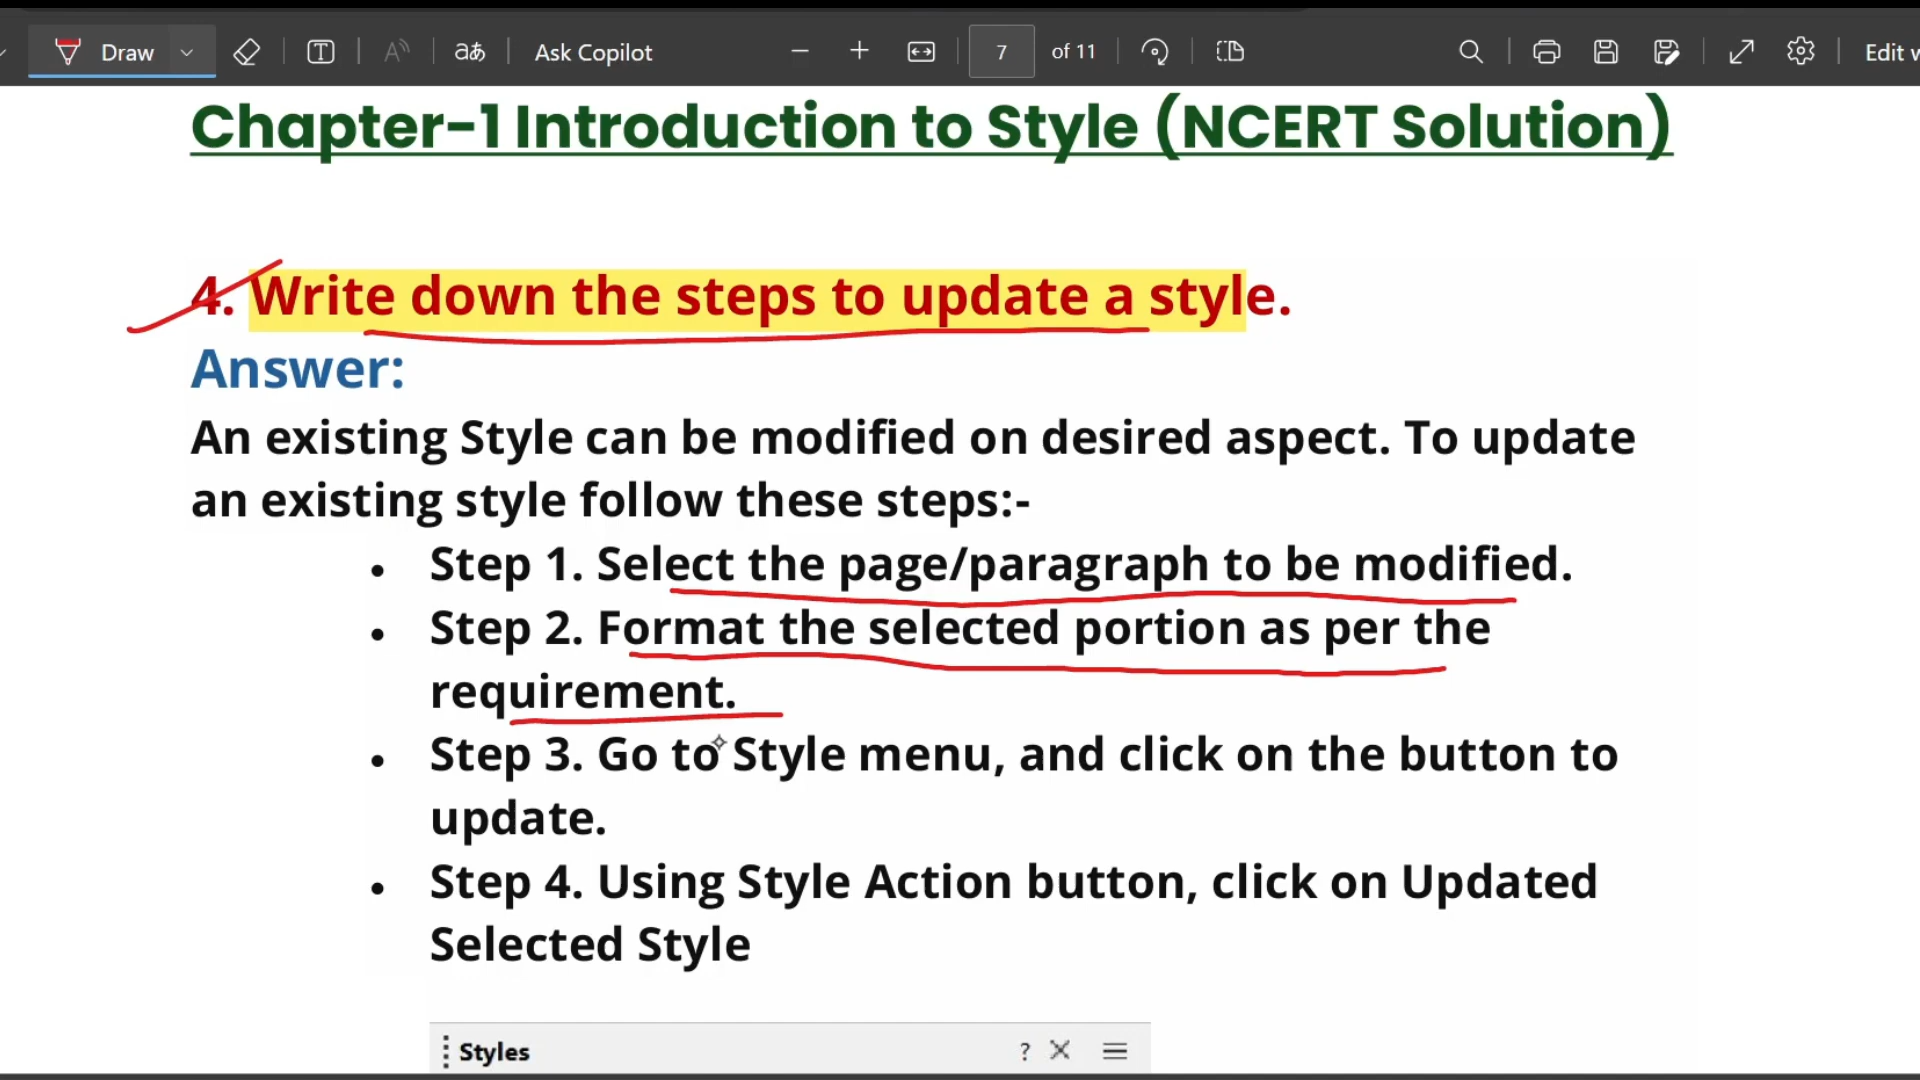 Draw
T
A
aあ
Ask Copilot
7
of 11
Edit w
Chapter-1 Introduction to Style (NCERT Solution)
4. Write down the steps to update a style.
Answer:
An existing Style can be modified on desired aspect. To update
an existing style follow these steps:-
• Step 1. Select the page/paragraph to be modified.
• Step 2. Format the selected portion as per the
requirement.
• Step 3. Go to Style menu, and click on the button to
update.
• Step 4. Using Style Action button, click on Updated
Selected Style
Styles
?